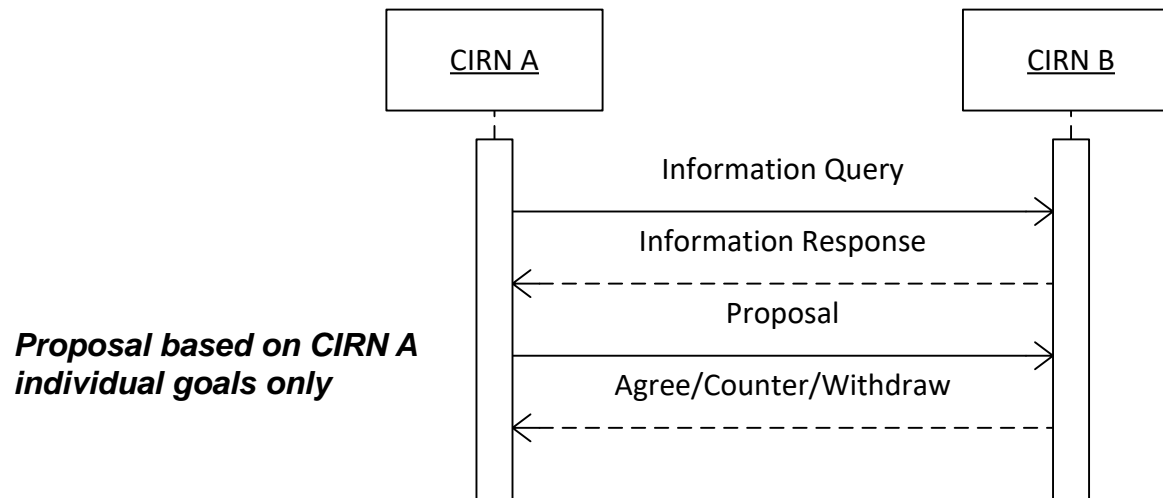 CIRN A
CIRN B
Information Query
Information Response
Proposal
Proposal based on CIRN A
individual goals only
Agree/Counter/Withdraw